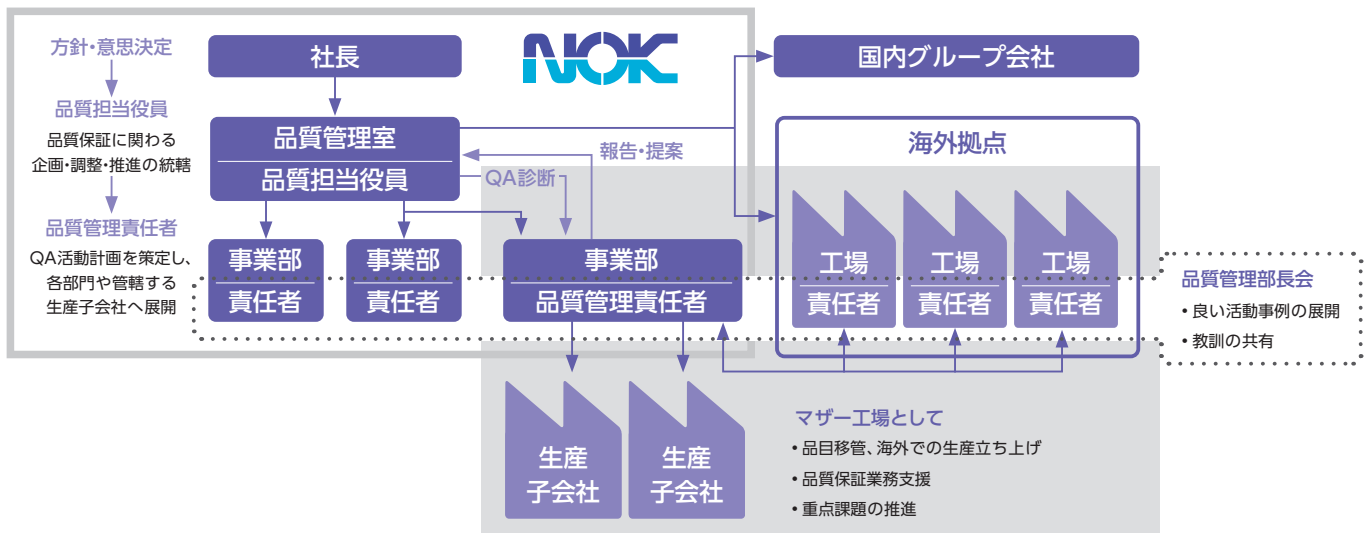 方針・意思決定
品質担当役員
品質保証に関わる
企画・調整・推進の統轄
品質管理責任者
QA活動計画を策定し、
各部門や管轄する
生産子会社へ展開
社長
NOK
国内グループ会社
品質管理室
品質担当役員
報告・提案
QA診断
海外拠点
事業部
責任者
事業部
責任者
事業部
品質管理責任者
工場
責任者
工場
責任者
工場
責任者
品質管理部長会
・良い活動事例の展開
・教訓の共有
生産
子会社
生産
子会社
マザー工場として
・品目移管、海外での生産立ち上げ
・品質保証業務支援
・重点課題の推進